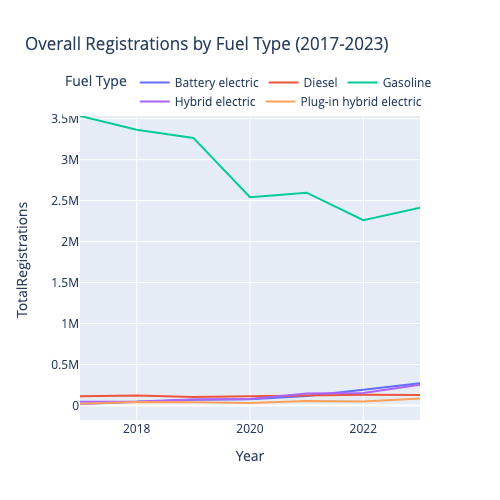 Overall Registrations by Fuel Type (2017-2023)
Fuel Type
Battery electric
Diesel
Gasoline
Hybrid electric
Plug-in hybrid electric
3.5M
3M
2.5M
2M
1.5M
1M
0.5M
0
TotalRegistrations
2018
2020
2022
Year